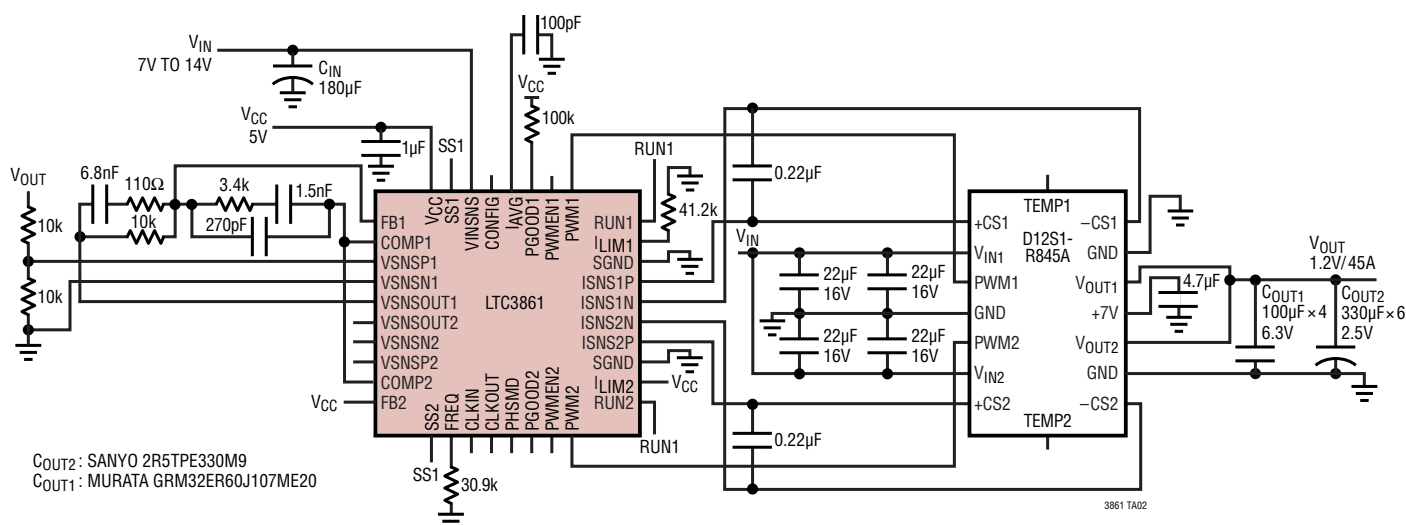 100pF
VIN
7V TO 14V
CIN
180µF
VCC
VCC
5V
100k
1µF
SS1
RUN1
0.22µF
VOUT
6.8nF
110Ω
3.4k
1.5nF
10k
10k
270pF
10k
41.2k
VCC
SS1
VINSNS
CONFIG
IAVG
PGOOD1
PWMEN1
PWM1
FB1
COMP1
VSNSP1
VSNSN1
VSNSOUT1
VSNSOUT2
VSNSN2
VSNSP2
COMP2
FB2
VCC
LTC3861
RUN1
ILIM1
SGND
ISNS1P
ISNS1N
ISNS2N
ISNS2P
SGND
ILIM2
RUN2
VCC
RUN1
SS2
FREQ
CLKIN
CLKOUT
PHSMD
PGOOD2
PWMEN2
PWM2
SS1
30.9k
VIN
22µF
16V
22µF
16V
22µF
16V
22µF
16V
0.22µF
TEMP1
D12S1-
R845A
+CS1
VIN1
PWM1
GND
PWM2
VIN2
+CS2
–CS1
GND
VOUT1
+7V
VOUT2
GND
–CS2
TEMP2
4.7µF
VOUT
1.2V/45A
COUT1
100µF×4
6.3V
COUT2
330µF×6
2.5V
COUT2: SANYO 2R5TPE330M9
COUT1: MURATA GRM32ER60J107ME20
3861 TA02